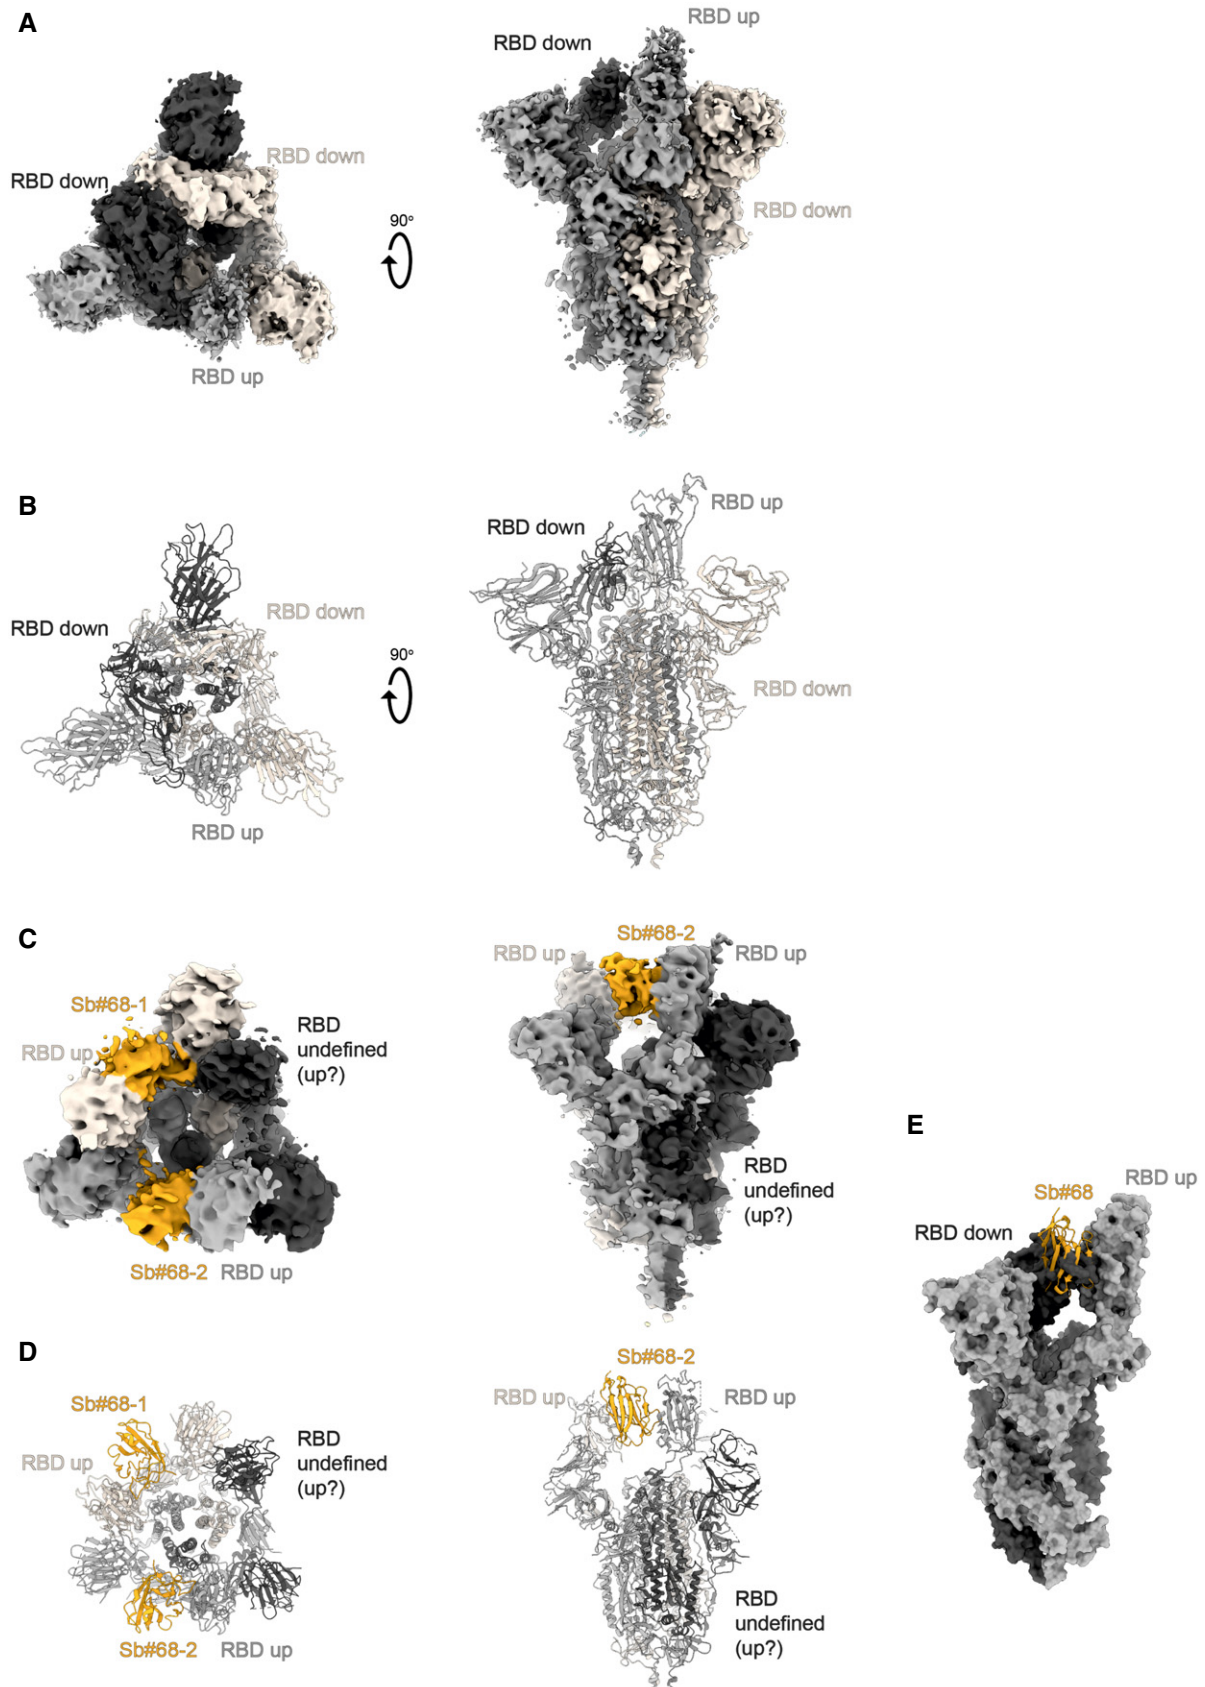 A
RBD down
RBD down
RBD up
90°
RBD down
RBD up
RBD down
B
RBD down
RBD down
RBD up
90°
RBD down
RBD up
RBD down
C
Sb#68-1
RBD up
RBD
undefined
(up?)
Sb#68-2
RBD up
RBD up
Sb#68-2
RBD up
RBD
undefined
(up?)
D
Sb#68-1
RBD up
RBD
undefined
(up?)
Sb#68-2
RBD up
Sb#68-2
RBD up
RBD up
RBD
undefined
(up?)
E
Sb#68
RBD up
RBD down